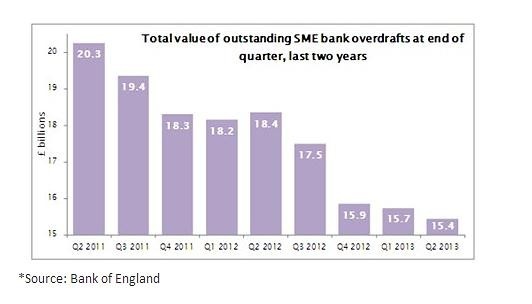 Total value of outstanding SME bank overdrafts at end of
quarter, last two years
£ billions
20
19
18
17
16
15
20.3
19.4
18.3
18.2
18.4
17.5
15.9
15.7
15.4
Q2 2011
Q3 2011
Q4 2011
Q1 2012
Q2 2012
Q3 2012
Q4 2012
Q1 2013
Q2 2013
*Source: Bank of England